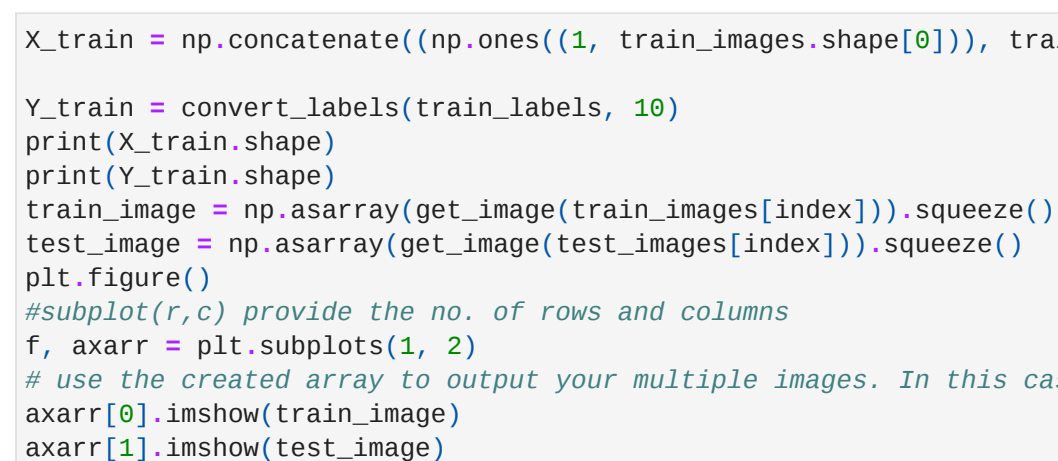 X_train = np.concatenate((np.ones((1, train_images.shape[0])),
Y_train = convert_labels(train_labels, 10)
print(X_train.shape)
print(Y_train.shape)
train_image = np.asarray(get_image(train_images[index])).squeeze()
test_image = np.asarray(get_image(test_images[index])).squeeze()
plt.figure()
#subplot(r,c) provide the no. of rows and columns
f, axarr = plt.subplots(1, 2)
# use the created array to output your multiple images. In this
axarr[0].imshow(train_image)
axarr[1].imshow(test_image)